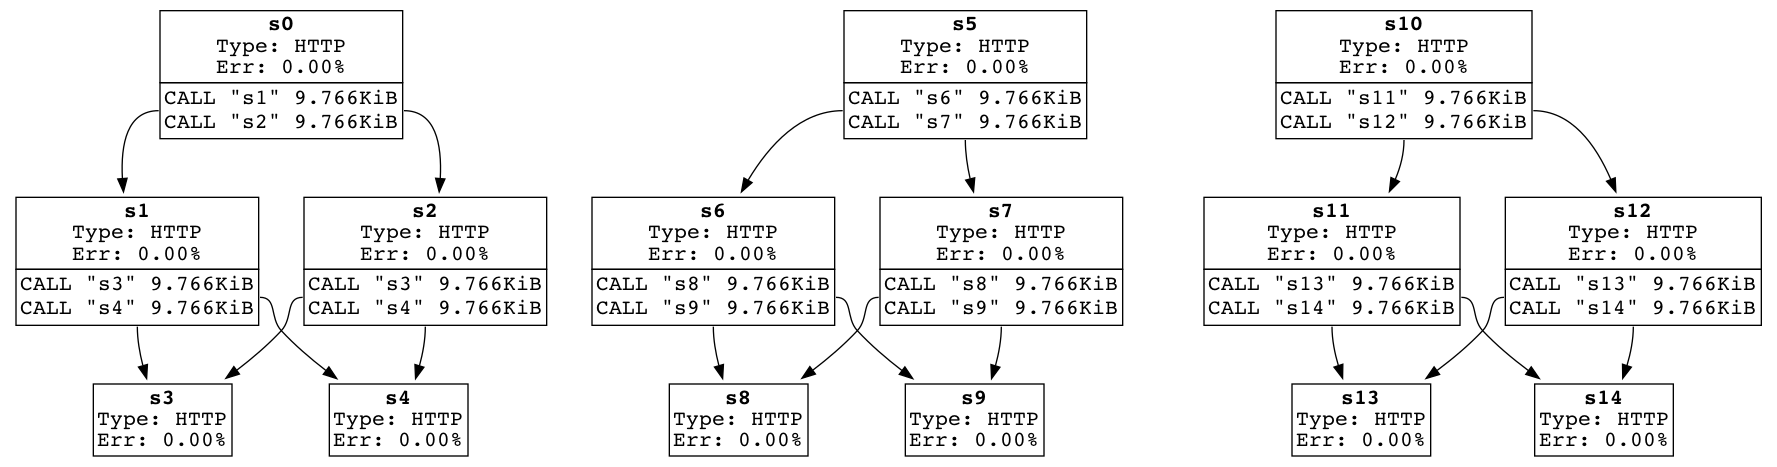 s0
Type: HTTP
Err: 0.00%
CALL "s1" 9.766KiB
CALL "s2" 9.766KiB
s5
Type: HTTP
Err: 0.00%
CALL "s6" 9.766KiB
CALL "s7" 9.766KiB
s10
Type: HTTP
Err: 0.00%
CALL "s11" 9.766KiB
CALL "s12" 9.766KiB
s1
Type: HTTP
Err: 0.00%
CALL "s3" 9.766KiB
CALL "s4" 9.766KiB
s2
Type: HTTP
Err: 0.00%
CALL "s3" 9.766KiB
CALL "s4" 9.766KiB
s6
Type: HTTP
Err: 0.00%
CALL "s8" 9.766KiB
CALL "s9" 9.766KiB
s7
Type: HTTP
Err: 0.00%
CALL "s8" 9.766KiB
CALL "s9" 9.766KiB
s11
Type: HTTP
Err: 0.00%
CALL "s13" 9.766KiB
CALL "s14" 9.766KiB
s12
Type: HTTP
Err: 0.00%
CALL "s13" 9.766KiB
CALL "s14" 9.766KiB
s3
Type: HTTP
Err: 0.00%
s4
Type: HTTP
Err: 0.00%
s8
Type: HTTP
Err: 0.00%
s9
Type: HTTP
Err: 0.00%
s13
Type: HTTP
Err: 0.00%
s14
Type: HTTP
Err: 0.00%